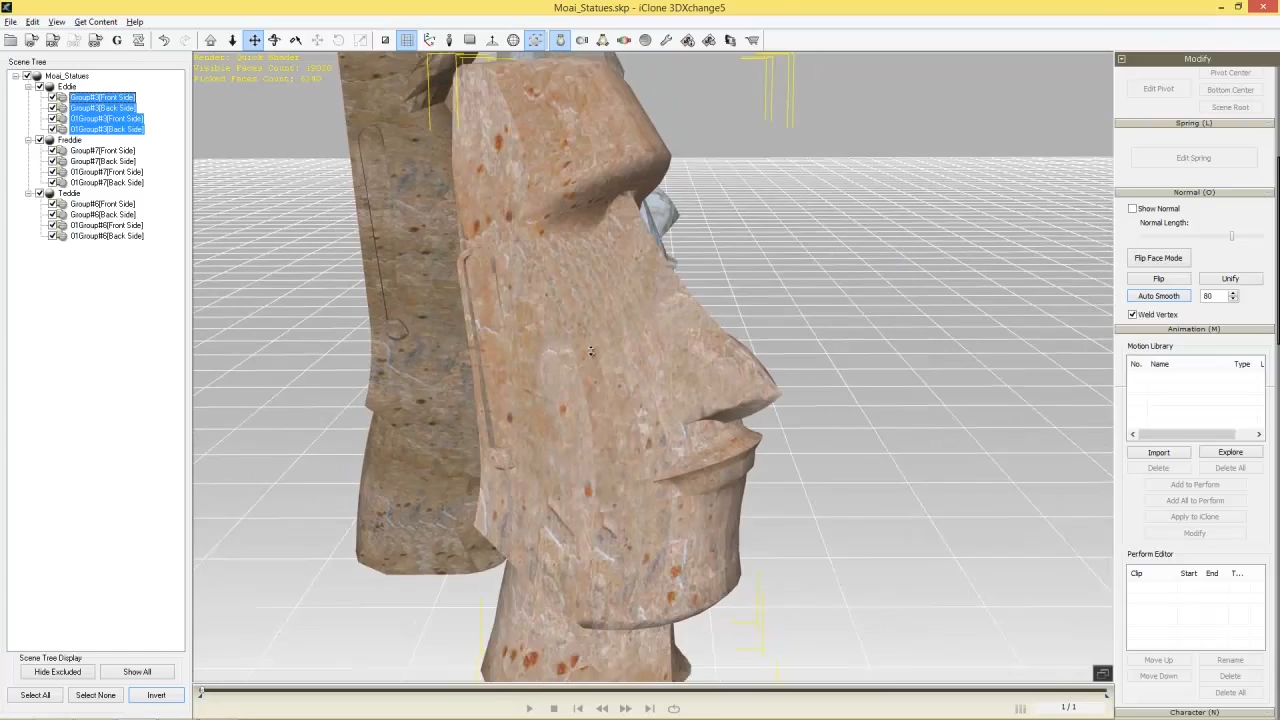 Moai_Statues.skp - iClone 3DXchange5
File Edit View Get Content Help
Scene Tree
Moai_Statues
Eddie
Group#3[Front Side]
Group#3[Back Side]
01Group#3[Front Side]
01Group#3[Back Side]
Freddie
Group#7[Front Side]
Group#7[Back Side]
01Group#7[Front Side]
01Group#7[Back Side]
Teddie
Group#6[Front Side]
Group#6[Back Side]
01Group#6[Front Side]
01Group#6[Back Side]
Scene Tree Display
Hide Excluded Show All
Select All Select None Invert
Render: Quick Shader
Modify
Pivot Center
Edit Pivot
Bottom Center
Scene Root
Spring (L)
Edit Spring
Normal (O)
Show Normal
Normal Length:
Flip Face Mode
Flip Unify
Auto Smooth 80
Weld Vertex
Animation (M)
Motion Library
No. Name Type L
Import Explore
Delete Delete All
Add to Perform
Add All to Perform
Apply to iClone
Modify
Perform Editor
Clip Start End T...
Move Up Rename
Move Down Delete
Delete All
1/1
Character (N)